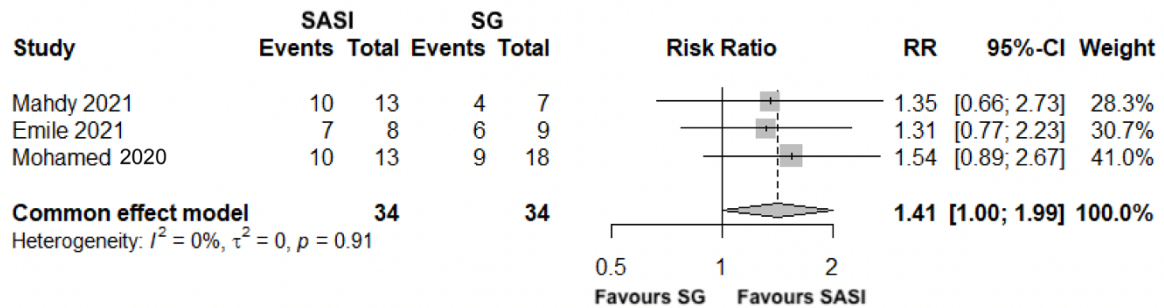 SASI SG
Study Events Total Events Total Risk Ratio RR 95%-CI Weight
Mahdy 2021 10 13 4 7 1.35 [0.66; 2.73] 28.3%
Emile 2021 7 8 6 9 1.31 [0.77; 2.23] 30.7%
Mohamed 2020 10 13 9 18 1.54 [0.89; 2.67] 41.0%
Common effect model 34 34 1.41 [1.00; 1.99] 100.0%
Heterogeneity: I² = 0%, τ² = 0, p = 0.91
0.5 1 2
Favours SG Favours SASI